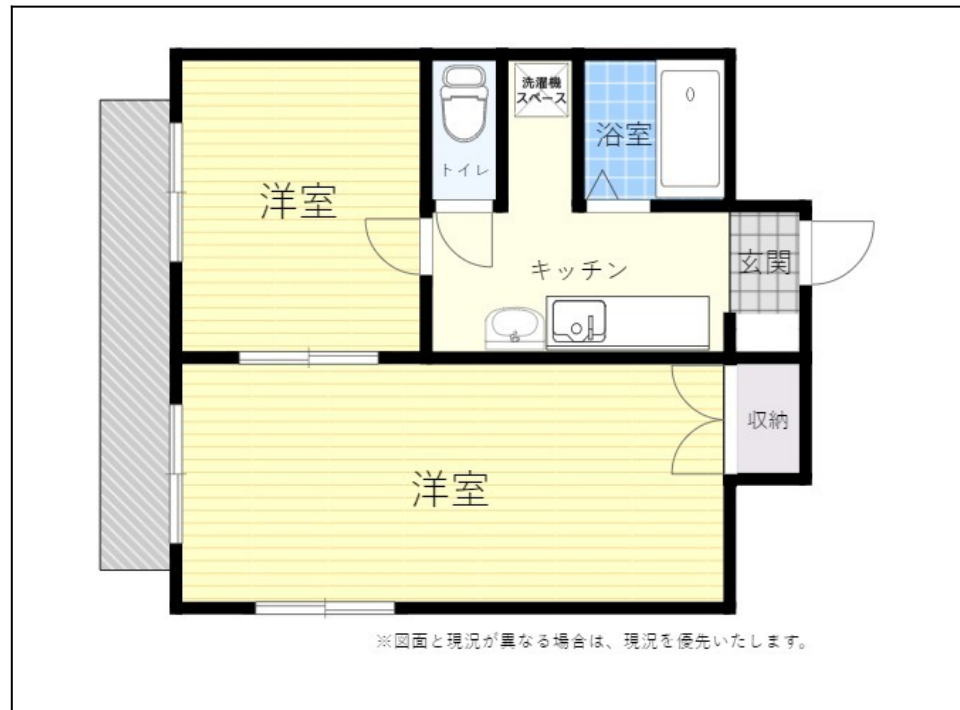 洗濯機
スペース
浴室
トイレ
洋室
キッチン
玄関
収納
洋室
※図面と現況が異なる場合は、現況を優先いたします。